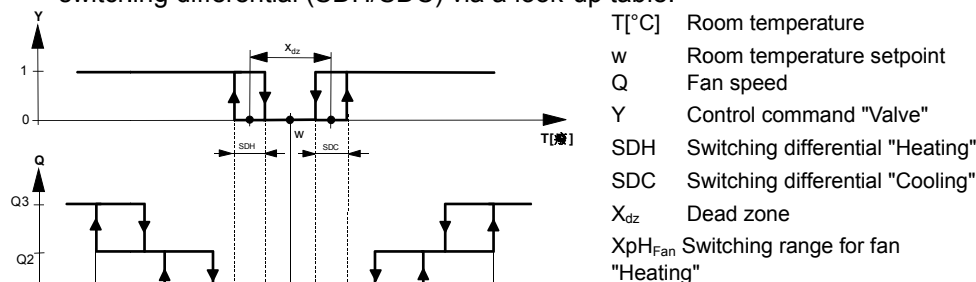 switching differential (SDH/SDC) via a look-up table.
Y
X_dz
1
0
w
T[
SDH
SDC
Q
Q3
Q2
T[°C] Room temperature
w Room temperature setpoint
Q Fan speed
Y Control command "Valve"
SDH Switching differential "Heating"
SDC Switching differential "Cooling"
X_dz Dead zone
XpH_Fan Switching range for fan
"Heating"